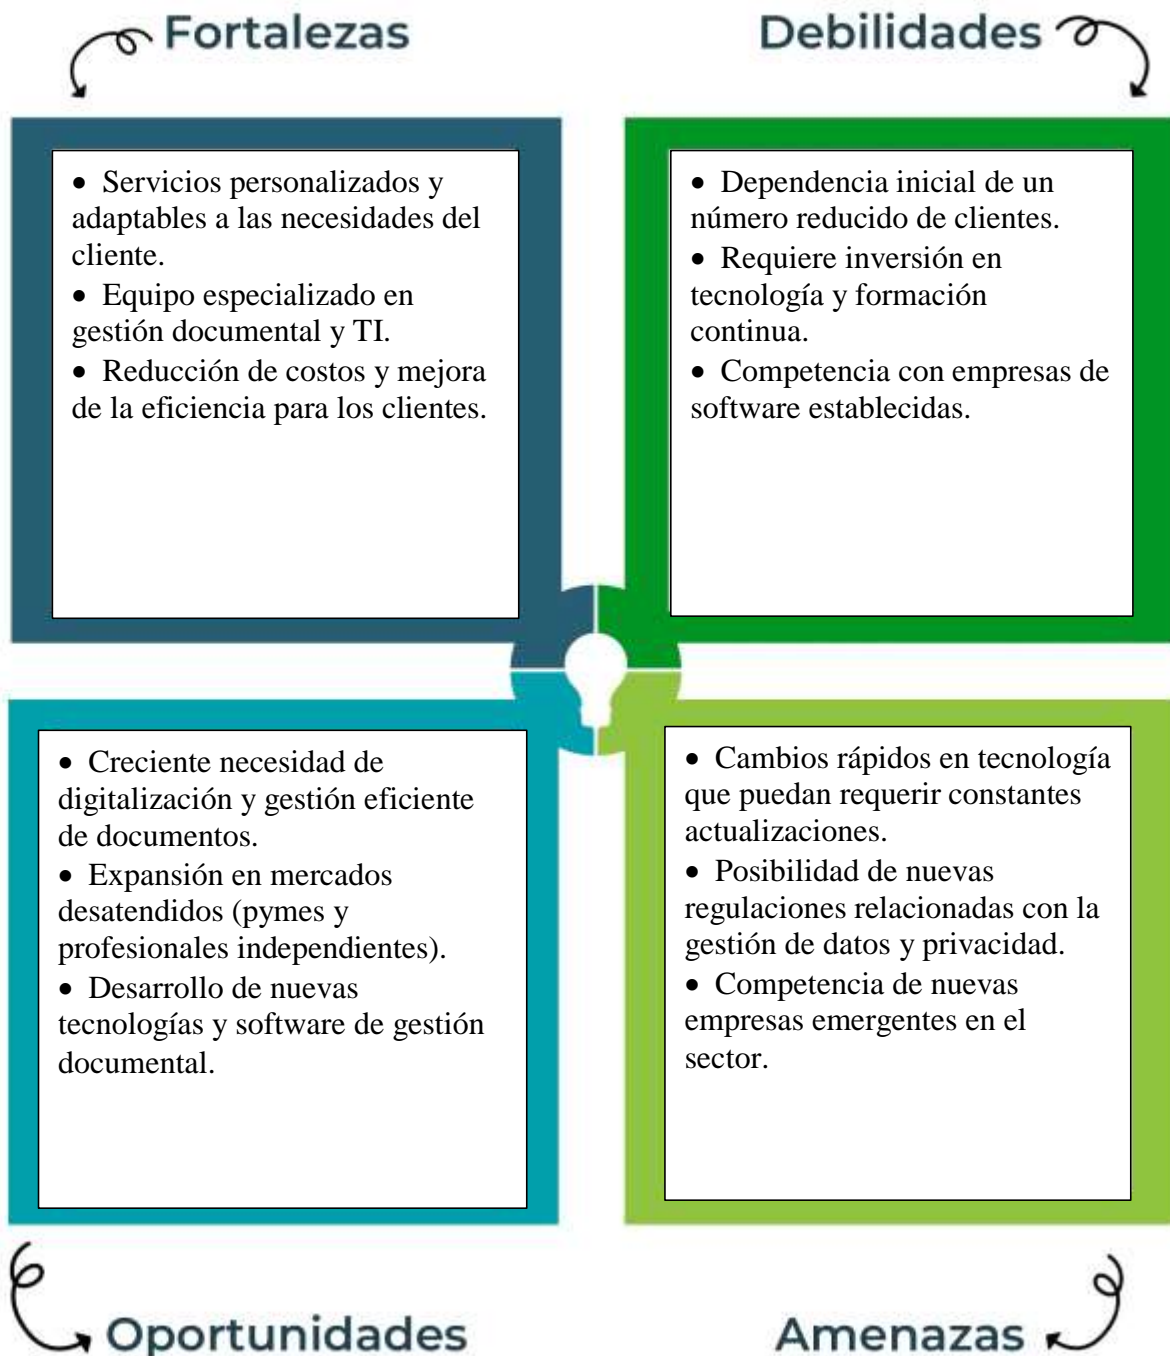 Fortalezas
• Servicios personalizados y
adaptables a las necesidades del
cliente.
• Equipo especializado en
gestión documental y TI.
• Reducción de costos y mejora
de la eficiencia para los clientes.
Debilidades
• Dependencia inicial de un
número reducido de clientes.
• Requiere inversión en
tecnología y formación
continua.
• Competencia con empresas de
software establecidas.
• Creciente necesidad de
digitalización y gestión eficiente
de documentos.
• Expansión en mercados
desatendidos (pymes y
profesionales independientes).
• Desarrollo de nuevas
tecnologías y software de gestión
documental.
Oportunidades
• Cambios rápidos en tecnología
que puedan requerir constantes
actualizaciones.
• Posibilidad de nuevas
regulaciones relacionadas con la
gestión de datos y privacidad.
• Competencia de nuevas
empresas emergentes en el
sector.
Amenazas